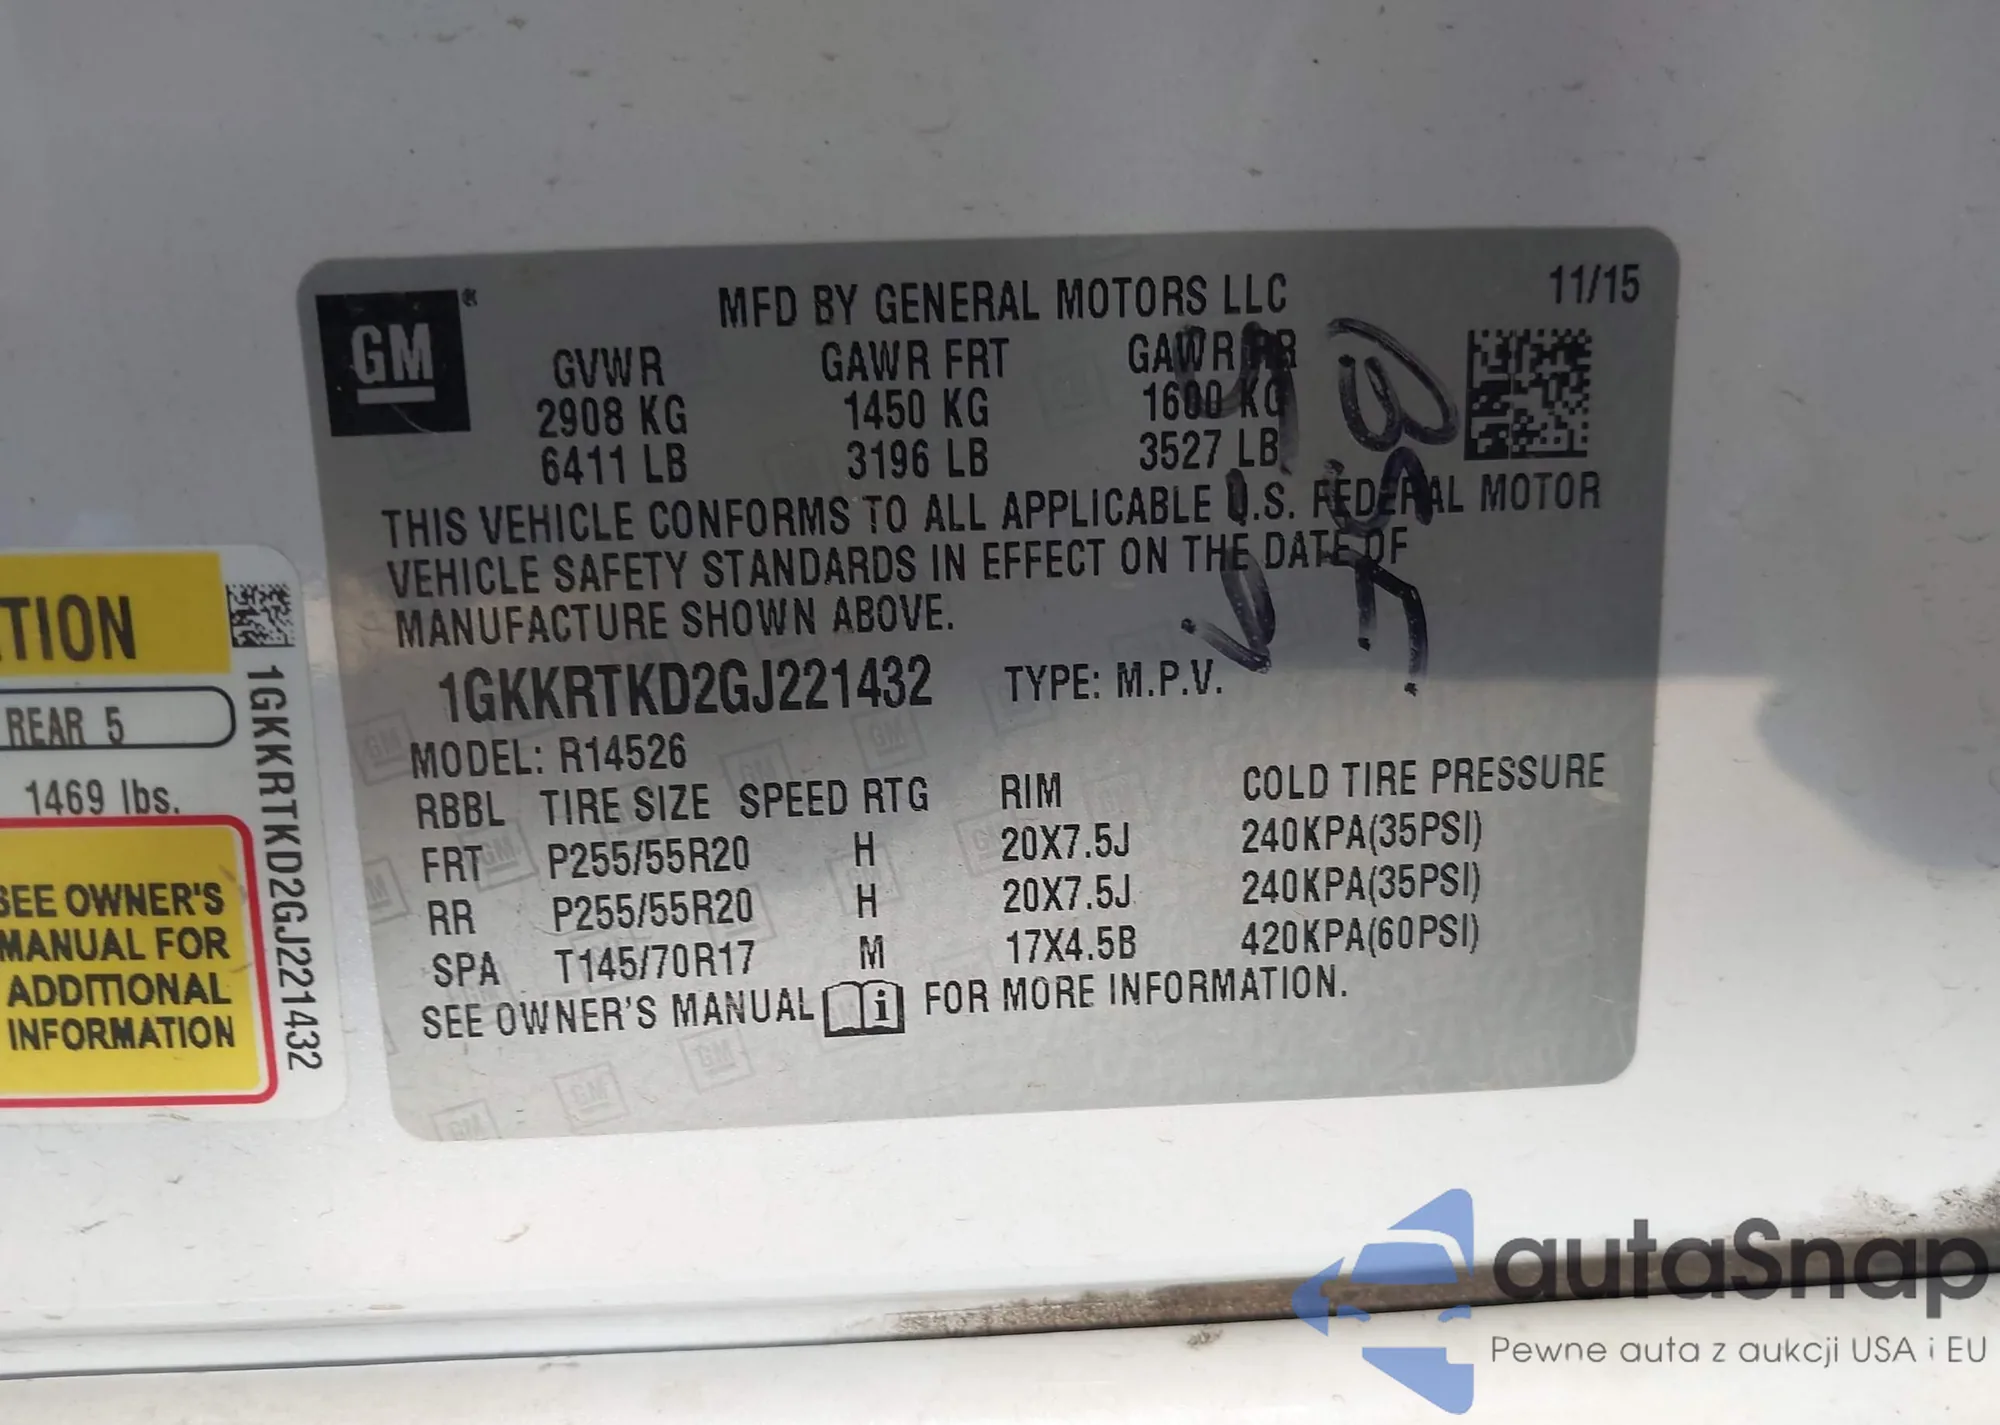 MFD BY GENERAL MOTORS LLC 11/15
GM
GVWR GAWR FRT GAWR RR
2908 KG 1450 KG 1600 KG
6411 LB 3196 LB 3527 LB
THIS VEHICLE CONFORMS TO ALL APPLICABLE U.S. FEDERAL MOTOR
VEHICLE SAFETY STANDARDS IN EFFECT ON THE DATE OF
MANUFACTURE SHOWN ABOVE.
1GKKRTKD2GJ221432 TYPE: M.P.V.
MODEL: R14526
RBBL TIRE SIZE SPEED RTG RIM COLD TIRE PRESSURE
FRT P255/55R20 H 20X7.5J 240KPA(35PSI)
RR P255/55R20 H 20X7.5J 240KPA(35PSI)
SPA T145/70R17 M 17X4.5B 420KPA(60PSI)
SEE OWNER'S MANUAL i FOR MORE INFORMATION.
TION
REAR 5
1469 lbs.
SEE OWNER'S
MANUAL FOR
ADDITIONAL
INFORMATION
1GKKRTKD2GJ221432
autaSnap
Pewne auta z aukcji USA i EU